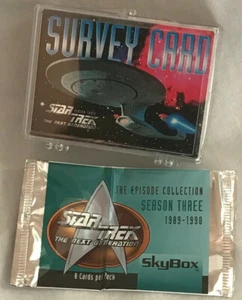 SURVEY CARD
STAR TREK
THE NEXT GENERATION
THE EPISODE COLLECTION
SEASON THREE
1989-1990
STAR TREK
THE NEXT GENERATION
8 Cards per Pack
SkyBox